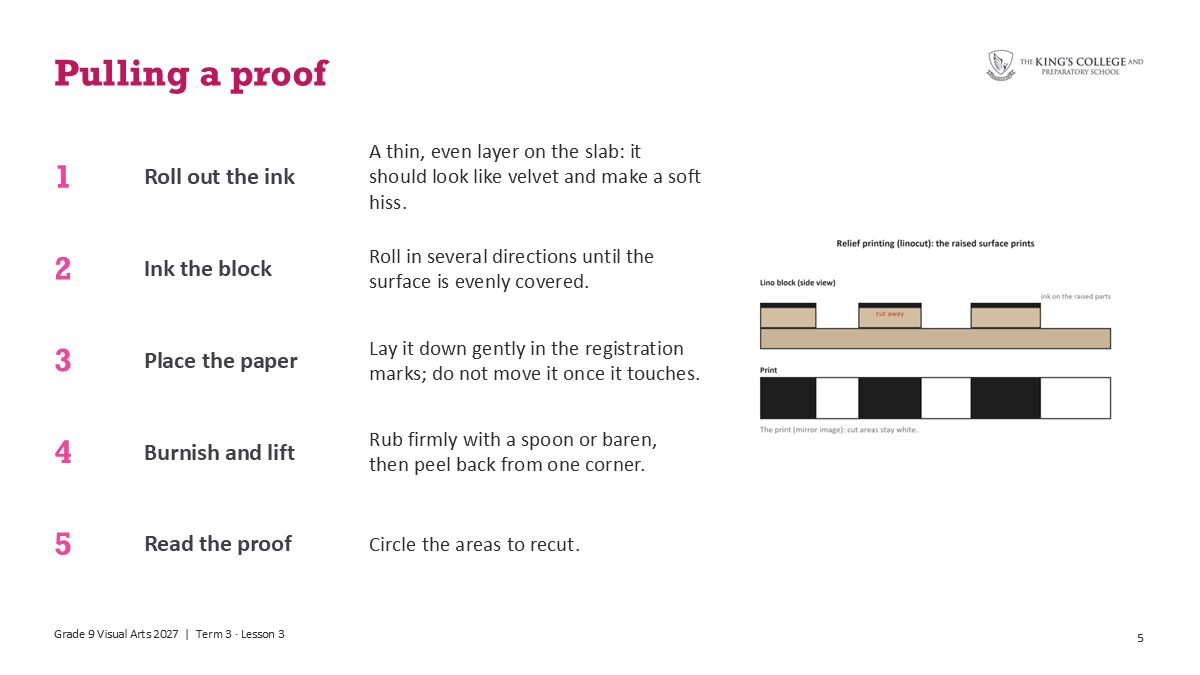 Pulling a proof
THE KING'S COLLEGE AND
PREPARATORY SCHOOL
1
Roll out the ink
A thin, even layer on the slab: it
should look like velvet and make a soft
hiss.
2
Ink the block
Roll in several directions until the
surface is evenly covered.
3
Place the paper
Lay it down gently in the registration
marks; do not move it once it touches.
4
Burnish and lift
Rub firmly with a spoon or baren,
then peel back from one corner.
5
Read the proof
Circle the areas to recut.
Relief printing (linocut): the raised surface prints
Lino block (side view)
ink on the raised parts
cut away
Print
The print (mirror image): cut areas stay white.
Grade 9 Visual Arts 2027 | Term 3 · Lesson 3
5